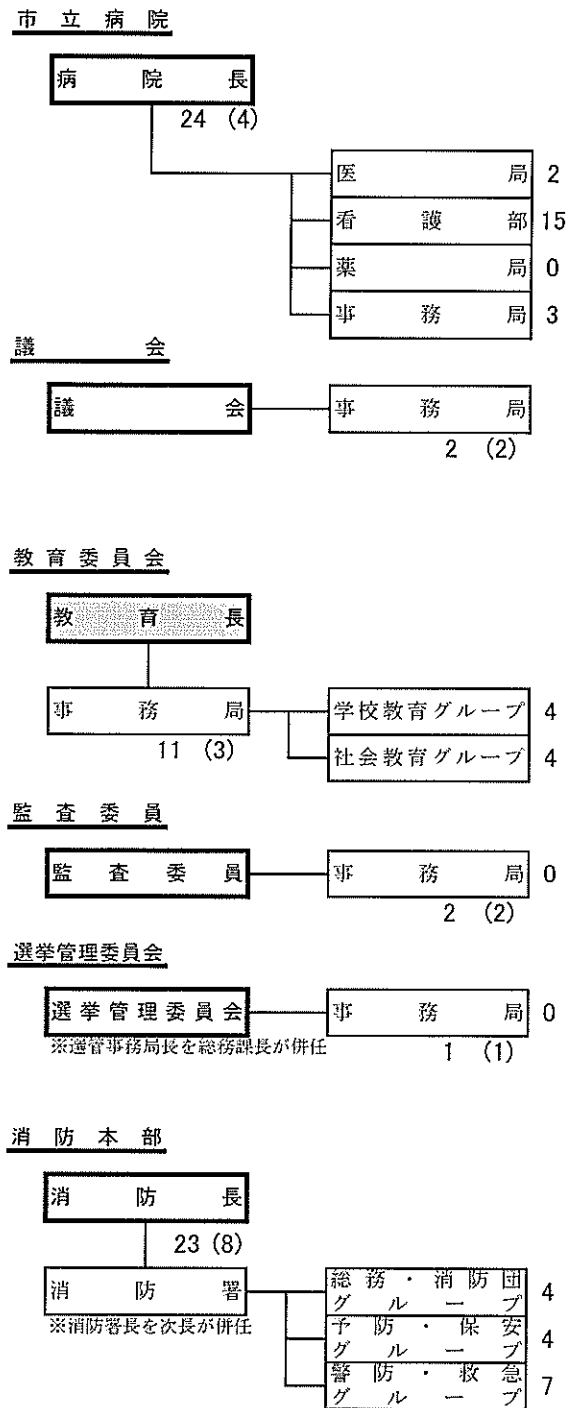 市立病院
病院長
24 (4)
医局 2
看護部 15
薬局 0
事務局 3
議会
議会 事務局
2 (2)
教育委員会
教育長
事務局 学校教育グループ 4
11 (3)
社会教育グループ 4
監査委員
監査委員 事務局 0
2 (2)
選挙管理委員会
選挙管理委員会 事務局 0
※選管事務局長を総務課長が併任
1 (1)
消防本部
消防長
23 (8)
消防署
※消防署長を次長が併任
総務・消防団
グループ 4
予防・保安
グループ 4
警防・救急
グループ 7